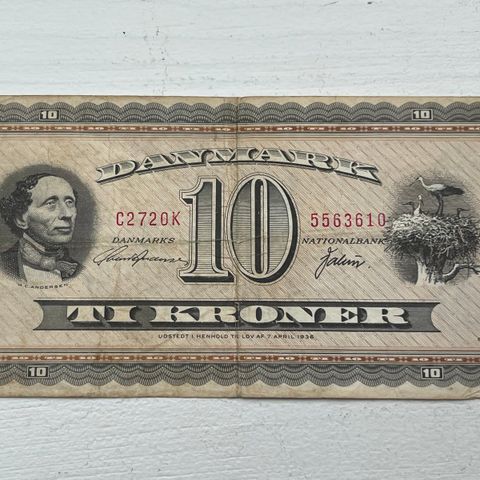 10 10
DANMARK
10
C2720K 5563610
DANMARKS NATIONALBANK
H.C. ANDERSEN
TI KRONER
UDSTEDT I HENHOLD TIL LOV AF 7. APRIL 1936
10 10